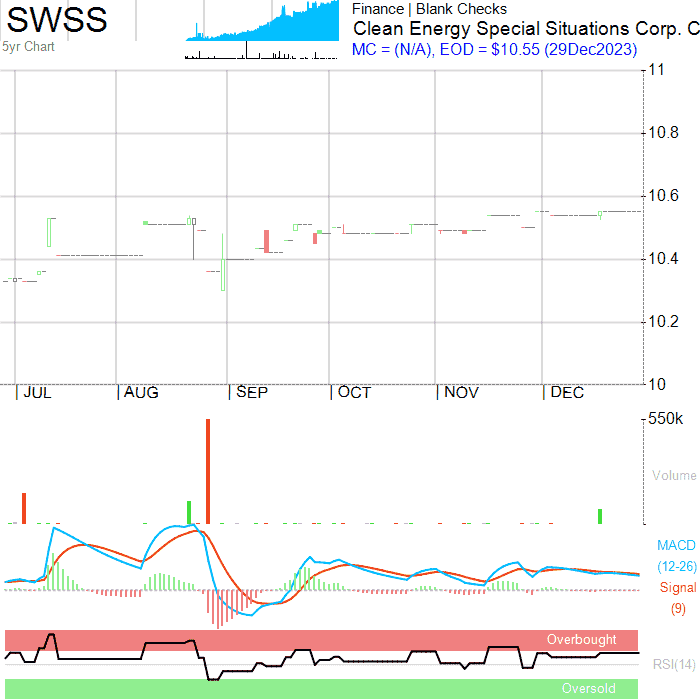 SWSS
5yr Chart
Finance | Blank Checks
Clean Energy Special Situations Corp. C
MC = (N/A), EOD = $10.55 (29Dec2023)
11
10.8
10.6
10.4
10.2
10
JUL
AUG
SEP
OCT
NOV
DEC
550k
Volume
MACD
(12-26)
Signal
(9)
Overbought
RSI(14)
Oversold